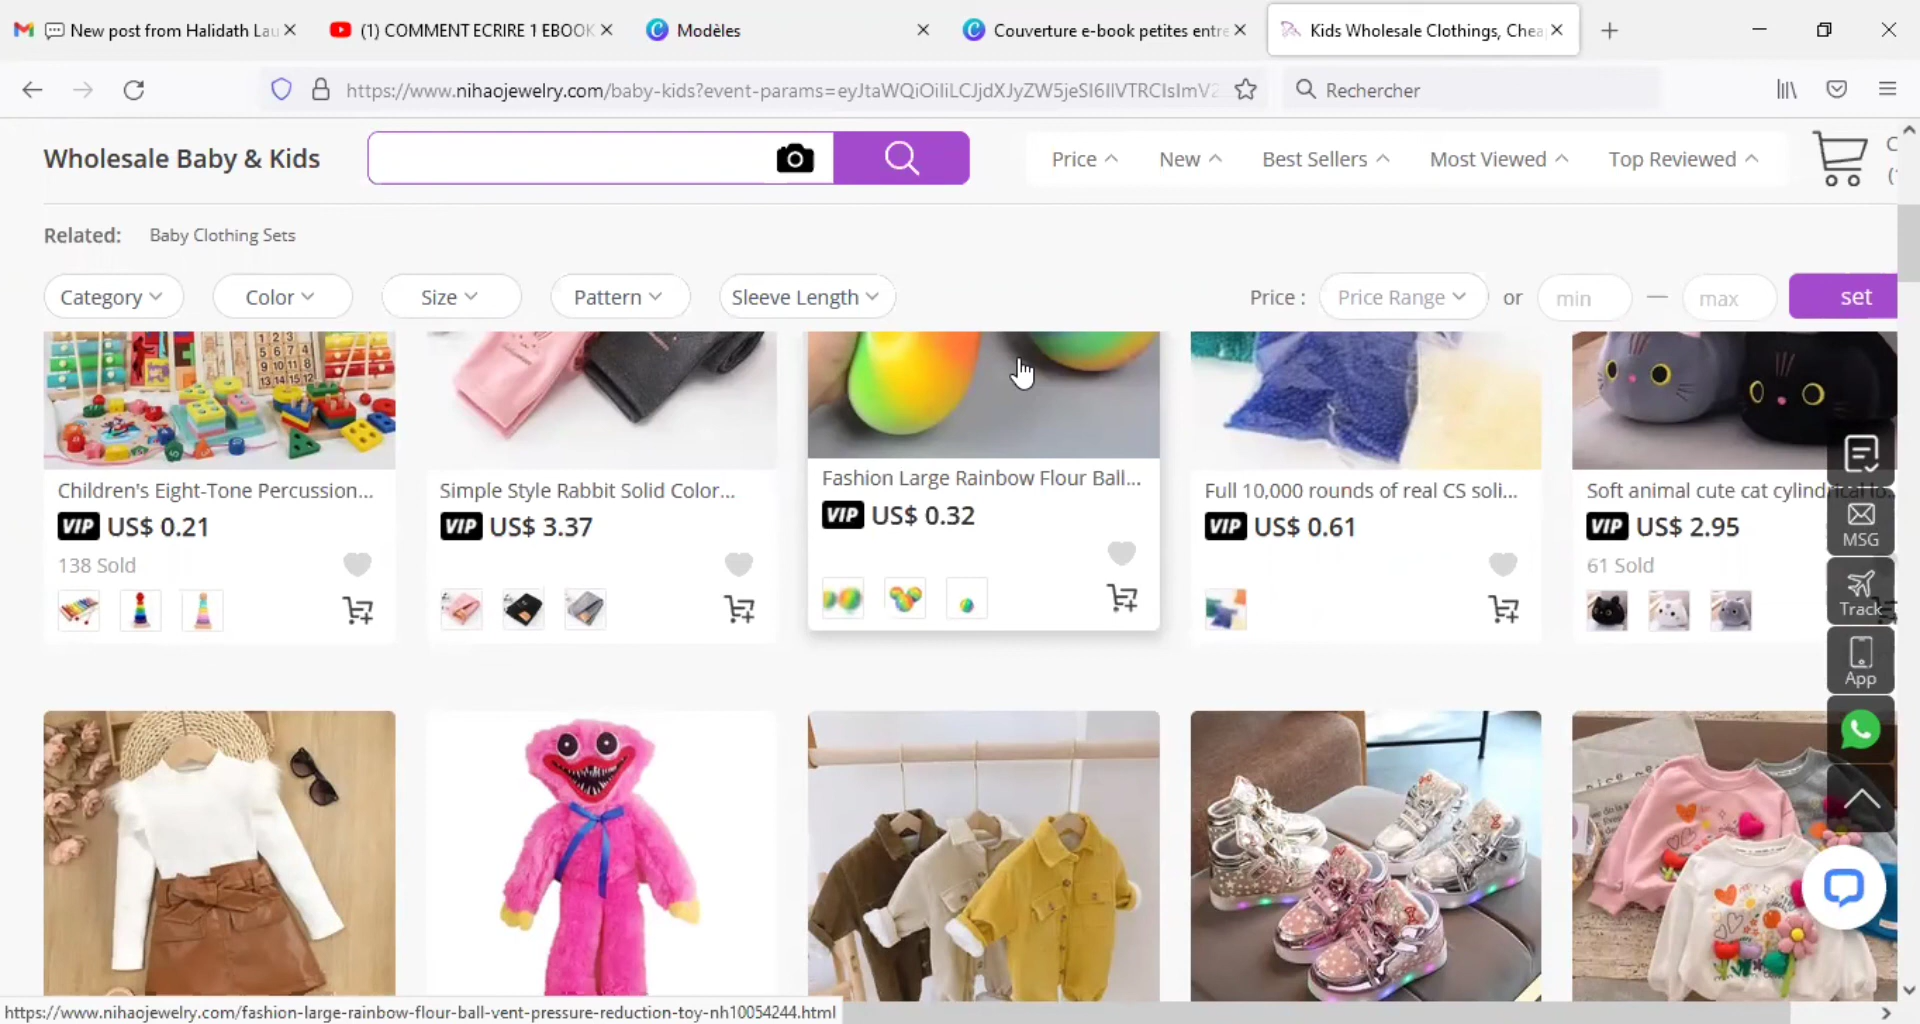 New post from Halidath Lau
(1) COMMENT ECRIRE 1 EBOOK
Modèles
Couverture e-book petites entre
Kids Wholesale Clothings, Chea
https://www.nihaojewelry.com/baby-kids?event-params=
Rechercher
Wholesale Baby & Kids
Price
New
Best Sellers
Most Viewed
Top Reviewed
Related:
Baby Clothing Sets
Category
Color
Size
Pattern
Sleeve Length
Price :
Price Range
or
min
—
max
set
Children's Eight-Tone Percussion...
VIP US$ 0.21
138 Sold
Simple Style Rabbit Solid Color...
VIP US$ 3.37
Fashion Large Rainbow Flour Ball...
VIP US$ 0.32
Full 10,000 rounds of real CS soli...
VIP US$ 0.61
Soft animal cute cat cylindrical lo...
VIP US$ 2.95
61 Sold
MSG
Track
App
https://www.nihaojewelry.com/fashion-large-rainbow-flour-ball-vent-pressure-reduction-toy-nh10054244.html